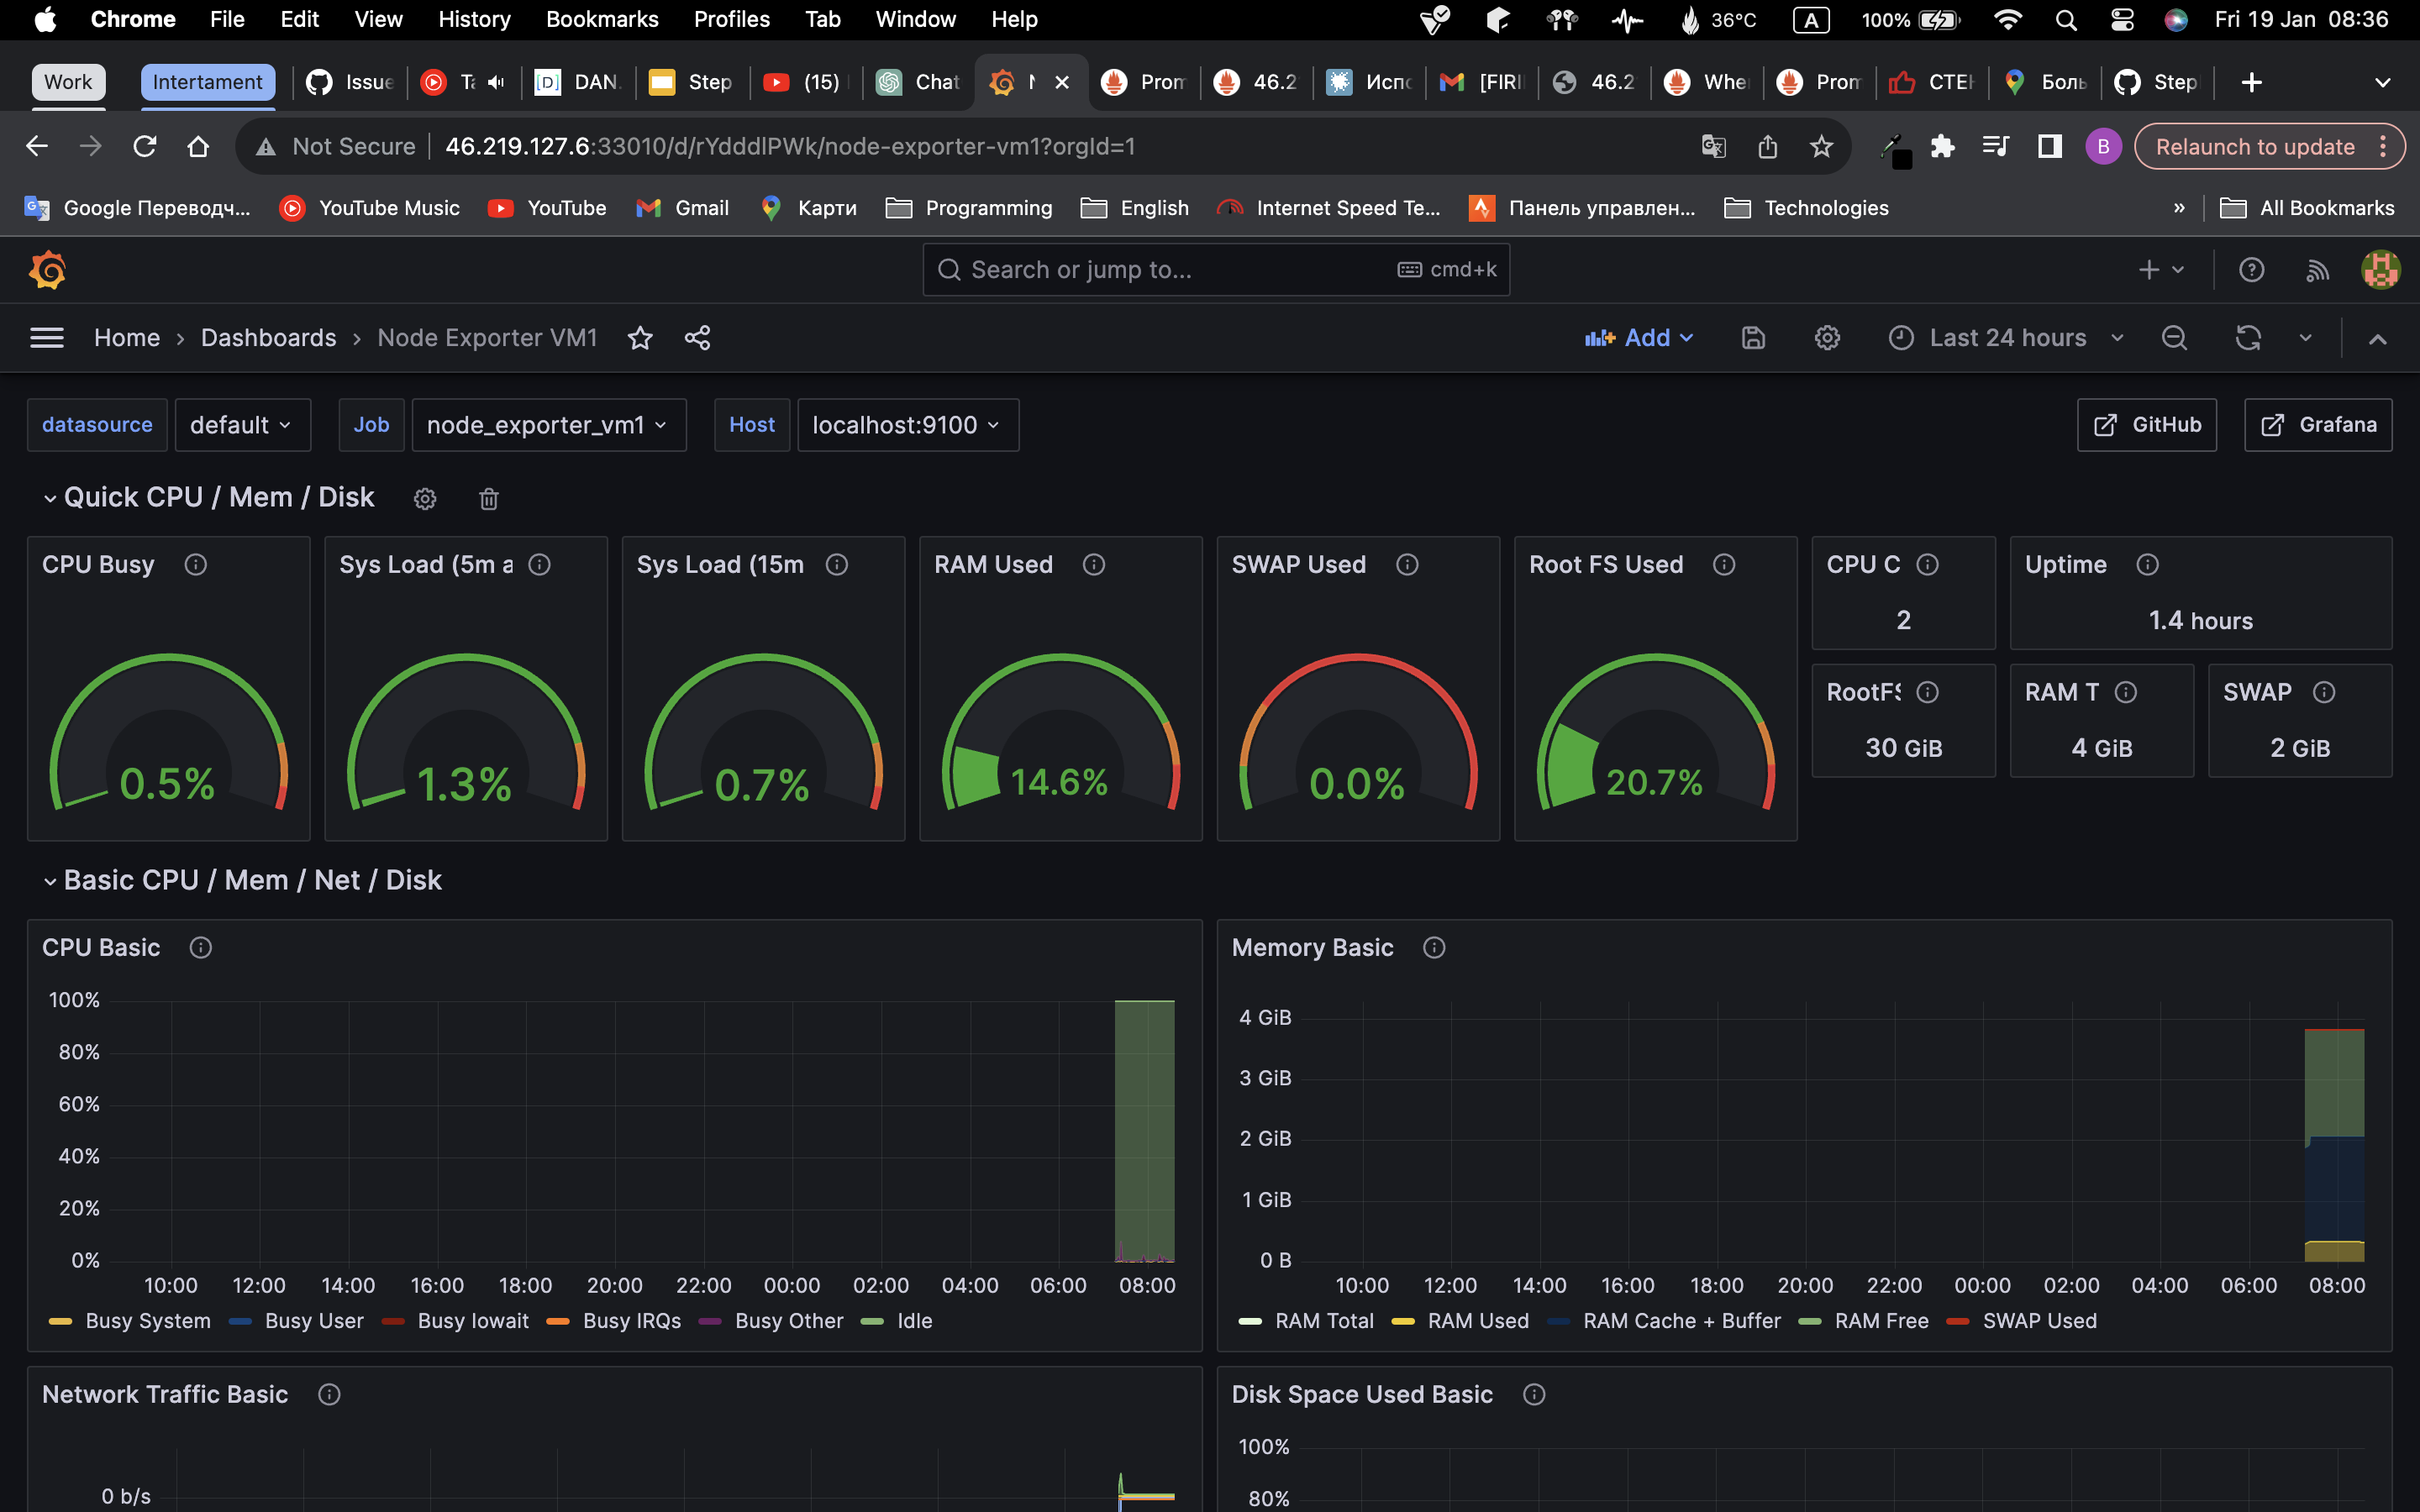 Chrome File Edit View History Bookmarks Profiles Tab Window Help 36°C A 100% Fri 19 Jan 08:36
Work Intertament Issue Ta [D] DAN. Step (15) Chat N Prom 46.2 Испо [FIRI 46.2 Whe Prom СТЕН Боль Step
Not Secure 46.219.127.6:33010/d/rYdddlPWk/node-exporter-vm1?orgId=1 B Relaunch to update
Google Переводч... YouTube Music YouTube Gmail Карти Programming English Internet Speed Te... Панель управлен... Technologies » All Bookmarks
Search or jump to... cmd+k
Home › Dashboards › Node Exporter VM1 Add Last 24 hours
datasource default Job node_exporter_vm1 Host localhost:9100 GitHub Grafana
Quick CPU / Mem / Disk
CPU Busy Sys Load (5m a Sys Load (15m RAM Used SWAP Used Root FS Used CPU C Uptime
2 1.4 hours
RootFS RAM T SWAP
30 GiB 4 GiB 2 GiB
0.5% 1.3% 0.7% 14.6% 0.0% 20.7%
Basic CPU / Mem / Net / Disk
CPU Basic
100%
80%
60%
40%
20%
0%
10:00 12:00 14:00 16:00 18:00 20:00 22:00 00:00 02:00 04:00 06:00 08:00
Busy System Busy User Busy Iowait Busy IRQs Busy Other Idle
Memory Basic
4 GiB
3 GiB
2 GiB
1 GiB
0 B
10:00 12:00 14:00 16:00 18:00 20:00 22:00 00:00 02:00 04:00 06:00 08:00
RAM Total RAM Used RAM Cache + Buffer RAM Free SWAP Used
Network Traffic Basic
0 b/s
Disk Space Used Basic
100%
80%